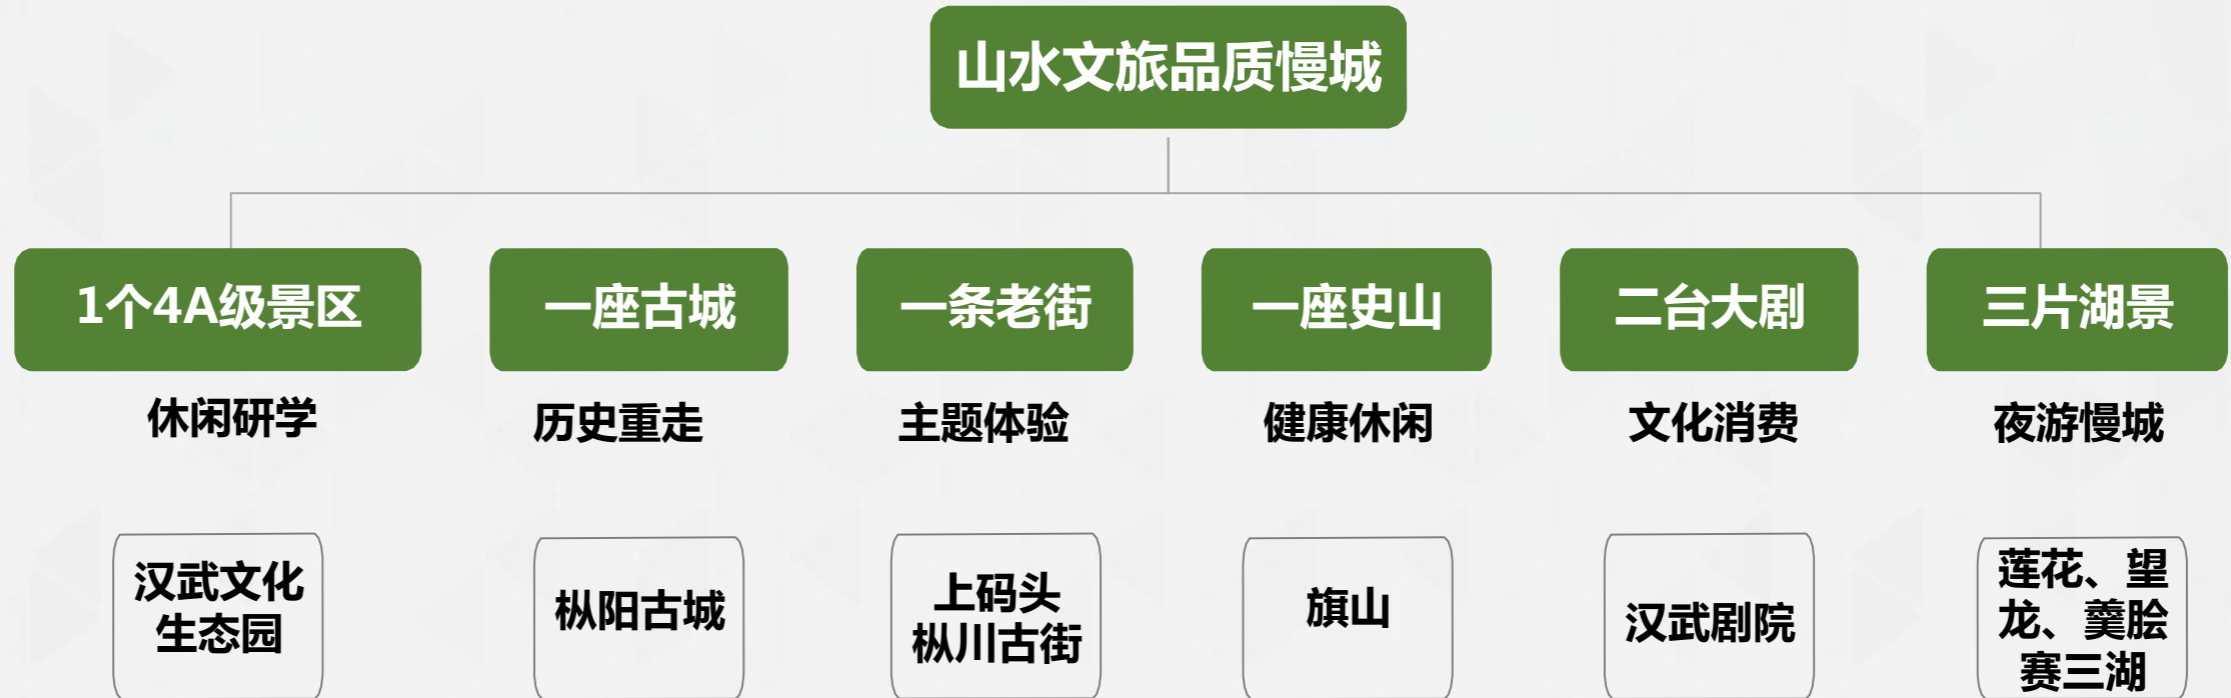 山水文旅品质慢城
1个4A级景区
一座古城
一条老街
一座史山
二台大剧
三片湖景
休闲研学
历史重走
主题体验
健康休闲
文化消费
夜游慢城
汉武文化
生态园
枞阳古城
上码头
枞川古街
旗山
汉武剧院
莲花、望
龙、羹脍
赛三湖